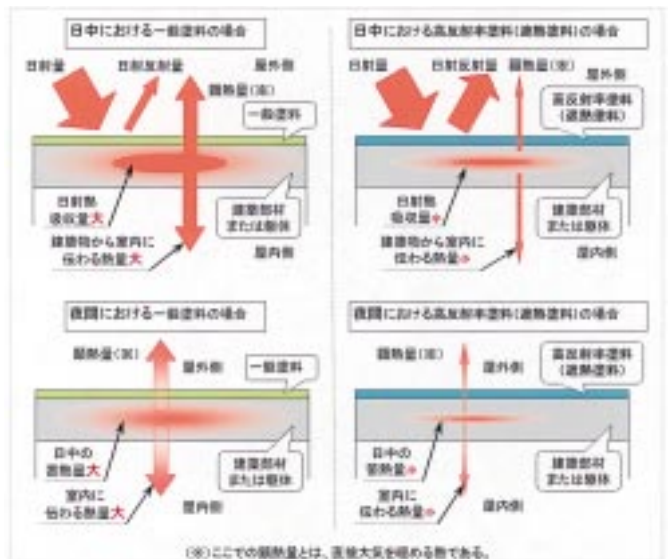 日中における一般塗料の場合
日射量
日射反射量
屋外側
顕熱量(※)
一般塗料
日射熱
吸収量大
建築部材
または躯体
建築物から室内に
伝わる熱量大
屋内側
日中における高反射率塗料(遮熱塗料)の場合
日射量
日射反射量
顕熱量(※)
屋外側
高反射率塗料
(遮熱塗料)
日射熱
吸収量小
建築部材
または躯体
建築物から室内に
伝わる熱量小
屋内側
夜間における一般塗料の場合
顕熱量(※)
屋外側
一般塗料
日中の
蓄熱量大
建築部材
または躯体
室内に
伝わる熱量大
屋内側
夜間における高反射率塗料(遮熱塗料)の場合
顕熱量(※)
屋外側
高反射率塗料
(遮熱塗料)
日中の
蓄熱量小
建築部材
または躯体
室内に
伝わる熱量小
屋内側
(※)ここでの顕熱量とは、直接大気を暖める熱である。